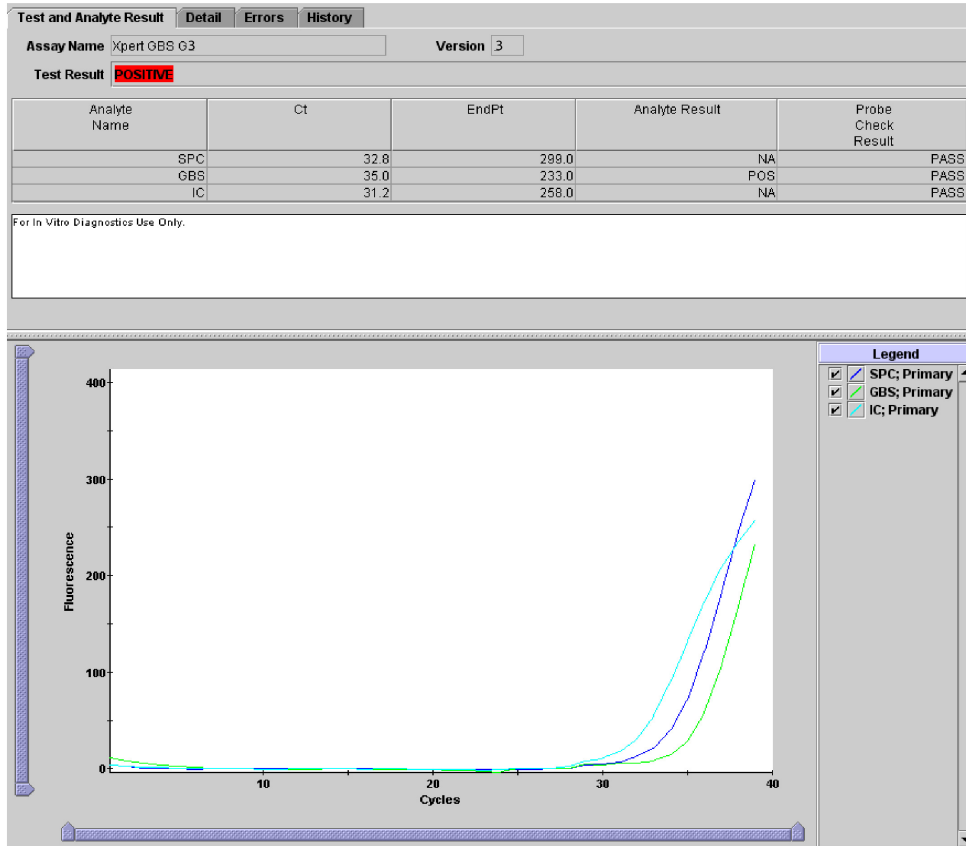 Test and Analyte Result Detail Errors History
Assay Name Xpert GBS G3 Version 3
Test Result POSITIVE
Analyte Name Ct EndPt Analyte Result Probe Check Result
SPC 32.8 299.0 NA PASS
GBS 35.0 233.0 POS PASS
IC 31.2 258.0 NA PASS
For In Vitro Diagnostics Use Only.
Legend
SPC; Primary
GBS; Primary
IC; Primary
400
300
200
100
0
Fluorescence
10 20 30 40
Cycles